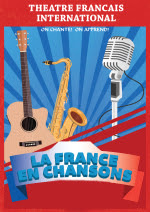 THEATRE FRANCAIS
INTERNATIONAL
ON CHANTE! ON APPREND!
LA FRANCE
EN CHANSONS